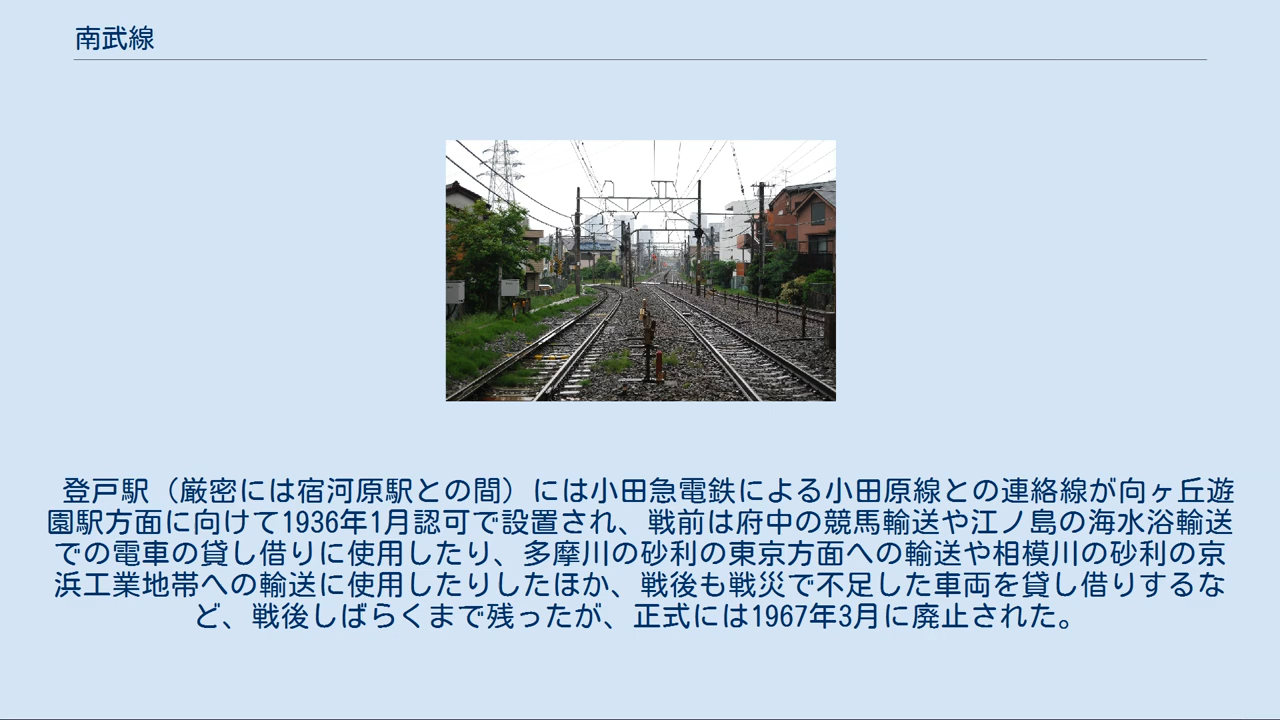 南武線
登戸駅（厳密には宿河原駅との間）には小田急電鉄による小田原線との連絡線が向ヶ丘遊
園駅方面に向けて1936年1月認可で設置され、戦前は府中の競馬輸送や江ノ島の海水浴輸送
での電車の貸し借りに使用したり、多摩川の砂利の東京方面への輸送や相模川の砂利の京
浜工業地帯への輸送に使用したりしたほか、戦後も戦災で不足した車両を貸し借りするな
ど、戦後しばらくまで残ったが、正式には1967年3月に廃止された。